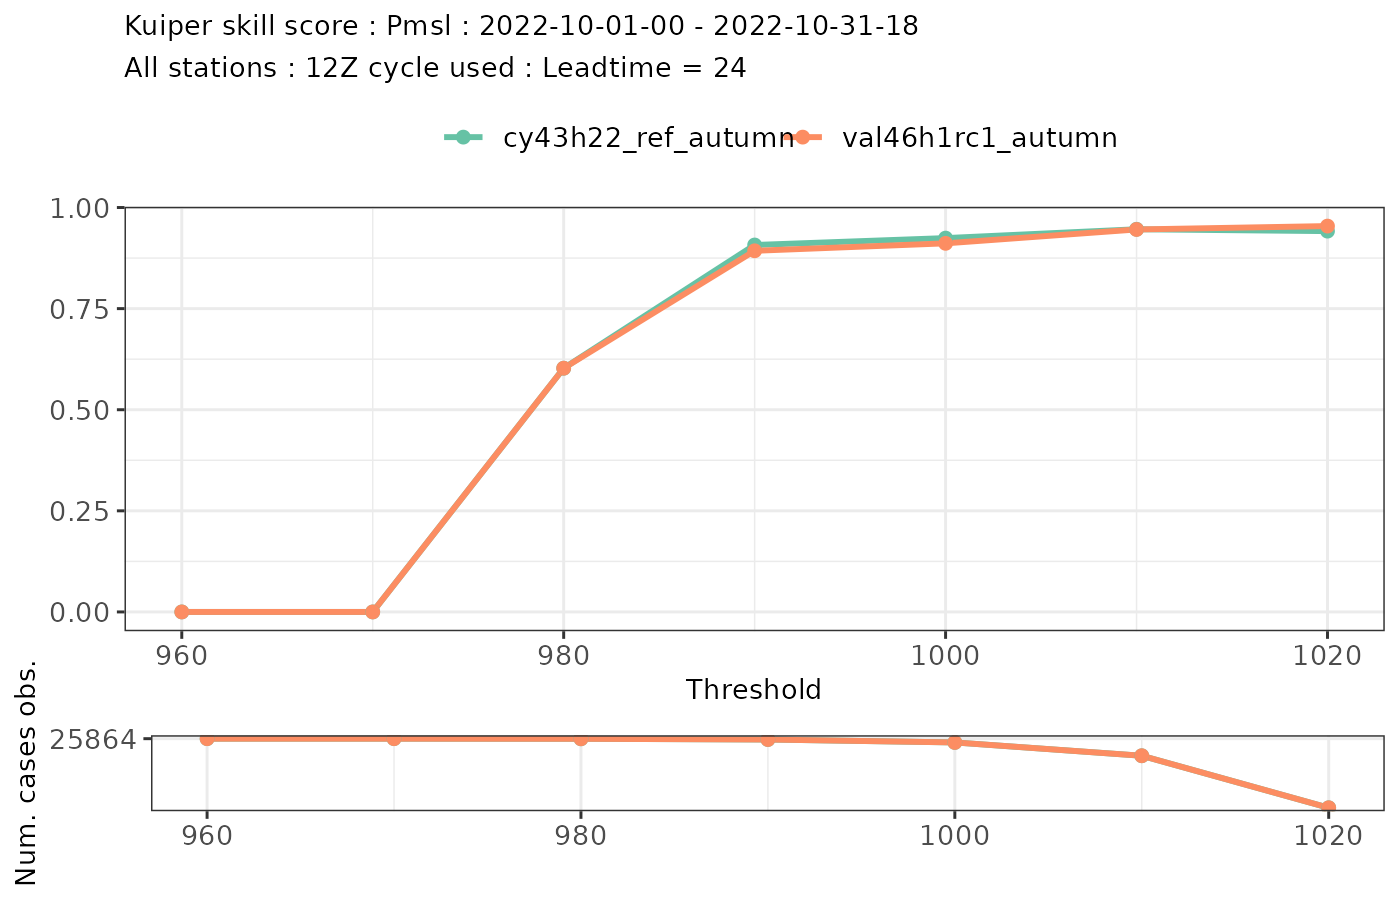 Kuiper skill score : Pmsl : 2022-10-01-00 - 2022-10-31-18
All stations : 12Z cycle used : Leadtime = 24
cy43h22_ref_autumn val46h1rc1_autumn
1.00
0.75
0.50
0.25
0.00
960 980 1000 1020
Threshold
Num. cases obs.
25864
960 980 1000 1020